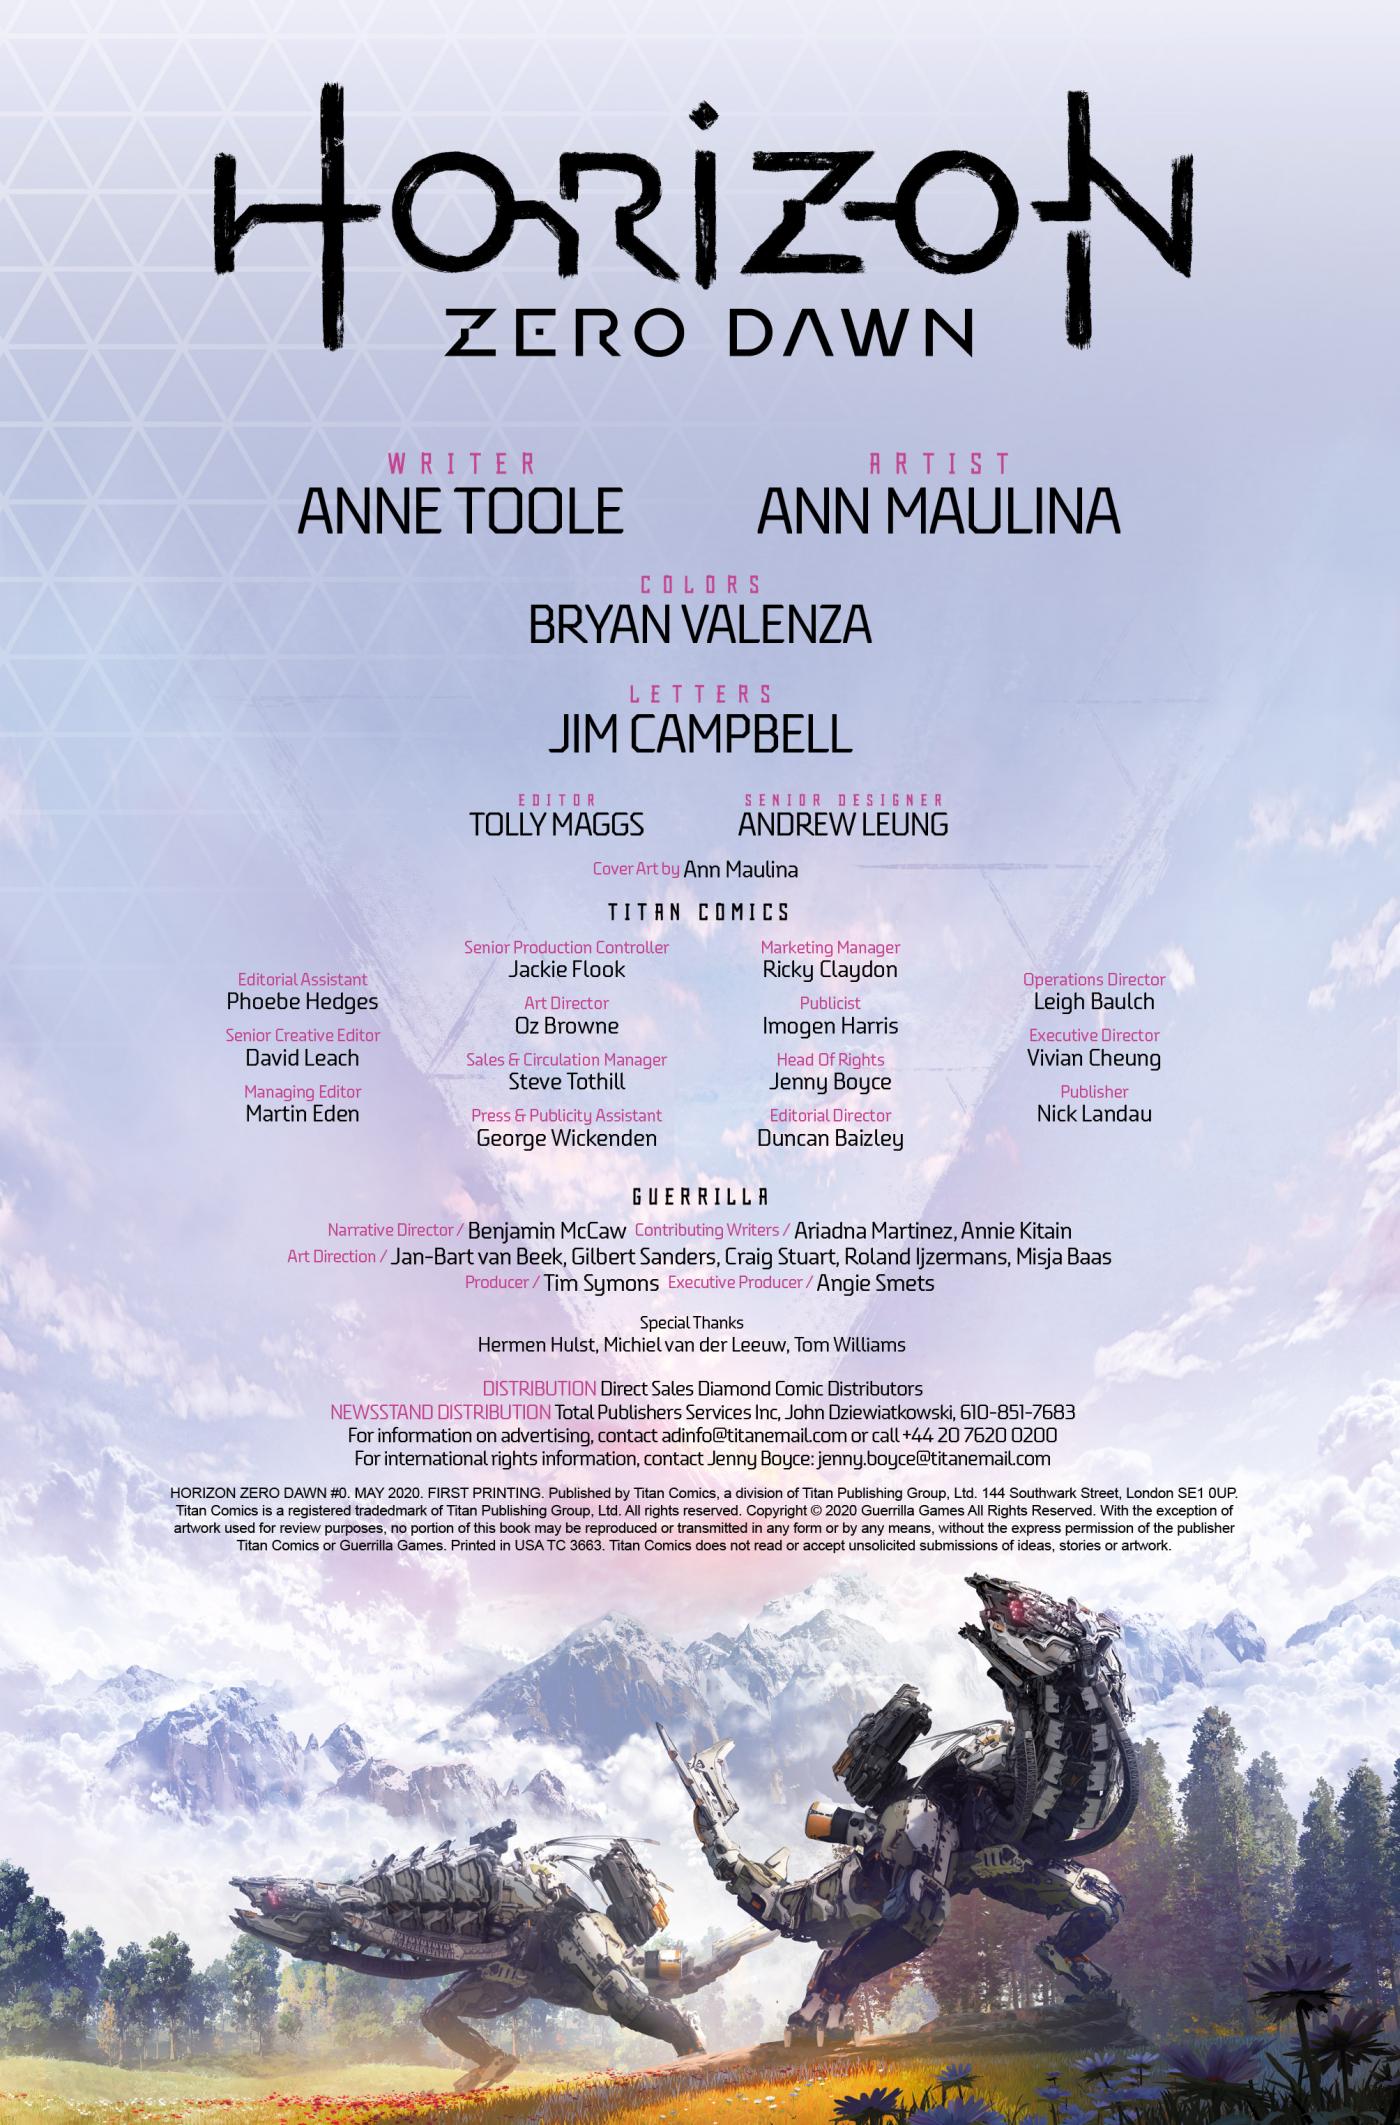 HORIZON
ZERO DAWN
WRITER
ANNE TOOLE
ARTIST
ANN MAULINA
COLORS
BRYAN VALENZA
LETTERS
JIM CAMPBELL
EDITOR
TOLLY MAGGS
SENIOR DESIGNER
ANDREW LEUNG
Cover Art by Ann Maulina
TITAN COMICS
Editorial Assistant
Phoebe Hedges
Senior Creative Editor
David Leach
Managing Editor
Martin Eden
Senior Production Controller
Jackie Flook
Art Director
Oz Browne
Sales & Circulation Manager
Steve Tothill
Press & Publicity Assistant
George Wickenden
Marketing Manager
Ricky Claydon
Publicist
Imogen Harris
Head Of Rights
Jenny Boyce
Editorial Director
Duncan Baizley
Operations Director
Leigh Baulch
Executive Director
Vivian Cheung
Publisher
Nick Landau
GUERRILLA
Narrative Director / Benjamin McCaw Contributing Writers / Ariadna Martinez, Annie Kitain
Art Direction / Jan-Bart van Beek, Gilbert Sanders, Craig Stuart, Roland Ijzermans, Misja Baas
Producer / Tim Symons Executive Producer / Angie Smets
Special Thanks
Hermen Hulst, Michiel van der Leeuw, Tom Williams
DISTRIBUTION Direct Sales Diamond Comic Distributors
NEWSSTAND DISTRIBUTION Total Publishers Services Inc, John Dziewiatkowski, 610-851-7683
For information on advertising, contact adinfo@titanemail.com or call +44 20 7620 0200
For international rights information, contact Jenny Boyce: jenny.boyce@titanemail.com
HORIZON ZERO DAWN #0. MAY 2020. FIRST PRINTING. Published by Titan Comics, a division of Titan Publishing Group, Ltd. 144 Southwark Street, London SE1 0UP.
Titan Comics is a registered tradedmark of Titan Publishing Group, Ltd. All rights reserved. Copyright © 2020 Guerrilla Games All Rights Reserved. With the exception of
artwork used for review purposes, no portion of this book may be reproduced or transmitted in any form or by any means, without the express permission of the publisher
Titan Comics or Guerrilla Games. Printed in USA TC 3663. Titan Comics does not read or accept unsolicited submissions of ideas, stories or artwork.